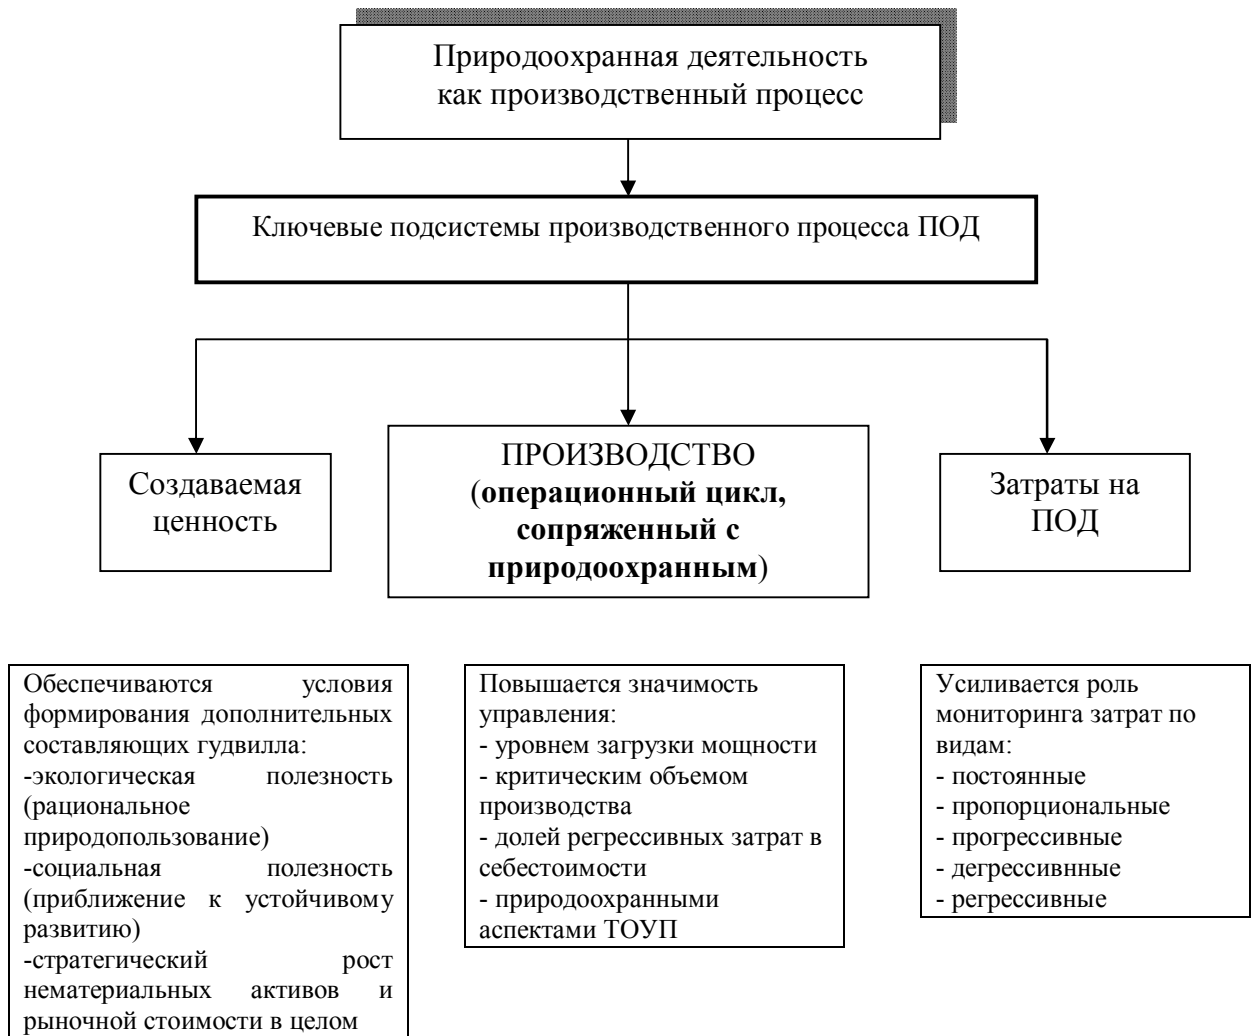 Природоохранная деятельность
как производственный процесс
Ключевые подсистемы производственного процесса ПОД
Создаваемая
ценность
ПРОИЗВОДСТВО
(операционный цикл,
сопряженный с
природоохранным)
Затраты на
ПОД
Обеспечиваются условия
формирования дополнительных
составляющих гудвилла:
-экологическая полезность
(рациональное
природопользование)
-социальная полезность
(приближение к устойчивому
развитию)
-стратегический рост
нематериальных активов и
рыночной стоимости в целом
Повышается значимость
управления:
- уровнем загрузки мощности
- критическим объемом
производства
- долей регрессивных затрат в
себестоимости
- природоохранными
аспектами ТОУП
Усиливается роль
мониторинга затрат по
видам:
- постоянные
- пропорциональные
- прогрессивные
- дегрессивнные
- регрессивные